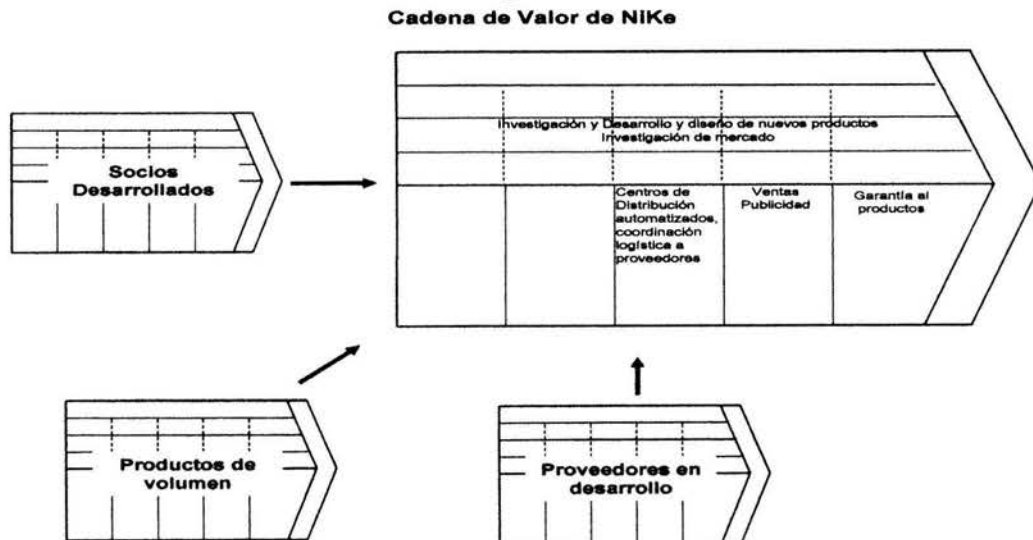 Cadena de Valor de NiKe
Investigación y Desarrollo y diseño de nuevos productos
Investigación de mercado
Socios
Desarrollados
Centros de
Distribución
automatizados,
coordinación
logística a
proveedores
Ventas
Publicidad
Garantía al
productos
Productos de
volumen
Proveedores en
desarrollo